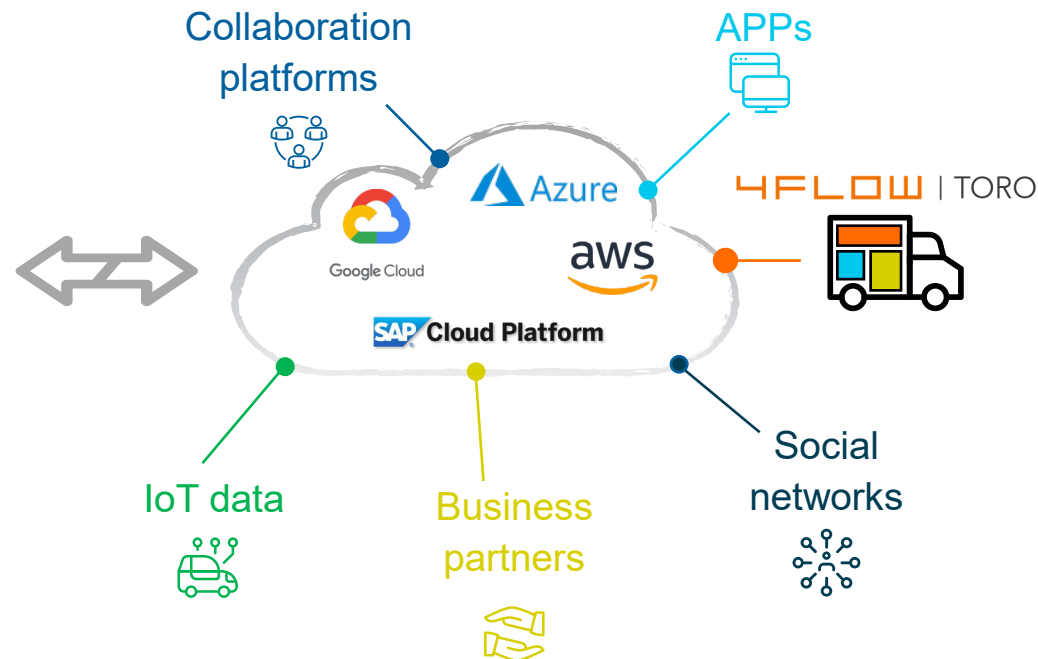 Collaboration
platforms
APPs
Azure
4FLOW | TORO
Google Cloud
aws
SAP Cloud Platform
IoT data
Business
partners
Social
networks